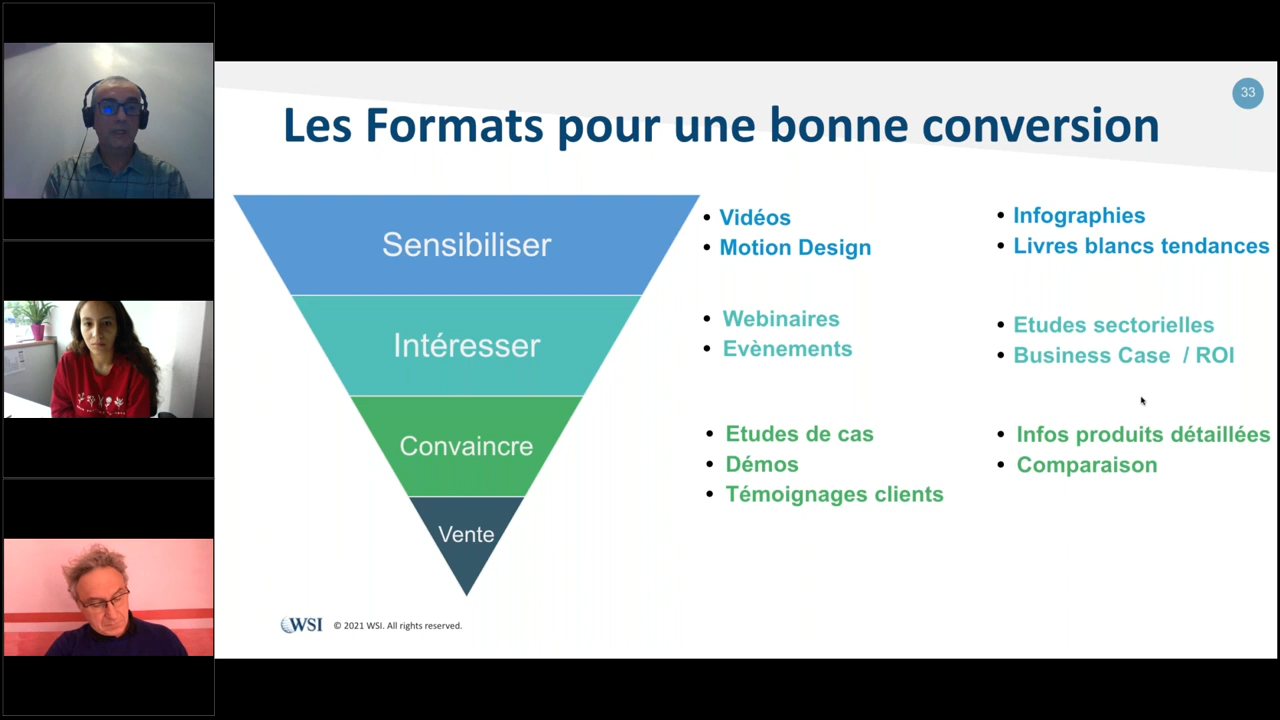 33
Les Formats pour une bonne conversion
Sensibiliser
• Vidéos
• Motion Design
• Infographies
• Livres blancs tendances
Intéresser
• Webinaires
• Evènements
• Etudes sectorielles
• Business Case / ROI
Convaincre
• Etudes de cas
• Démos
• Témoignages clients
• Infos produits détaillées
• Comparaison
Vente
WSI © 2021 WSI. All rights reserved.